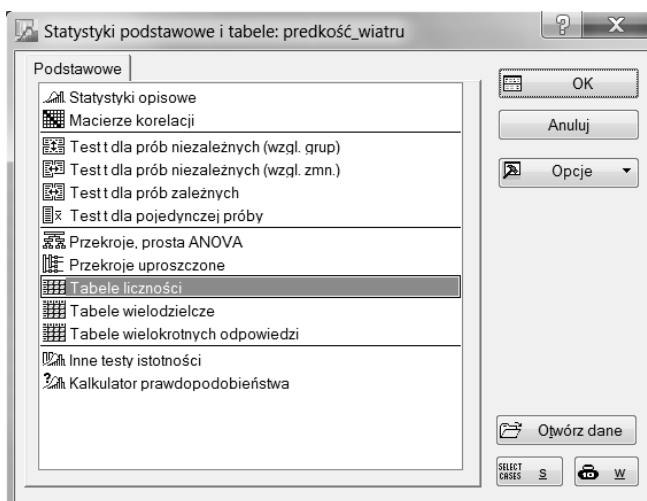 Statystyki podstawowe i tabele: predkość_wiatru
Podstawowe
Statystyki opisowe
Macierze korelacji
Test t dla prób niezależnych (wzgl. grup)
Test t dla prób niezależnych (wzgl. zmn.)
Test t dla prób zależnych
Test t dla pojedynczej próby
Przekroje, prosta ANOVA
Przekroje uproszczone
Tabele liczności
Tabele wielodzielcze
Tabele wielokrotnych odpowiedzi
Inne testy istotności
Kalkulator prawdopodobieństwa
OK
Anuluj
Opcje
Otwórz dane
SELECT CASES S
W